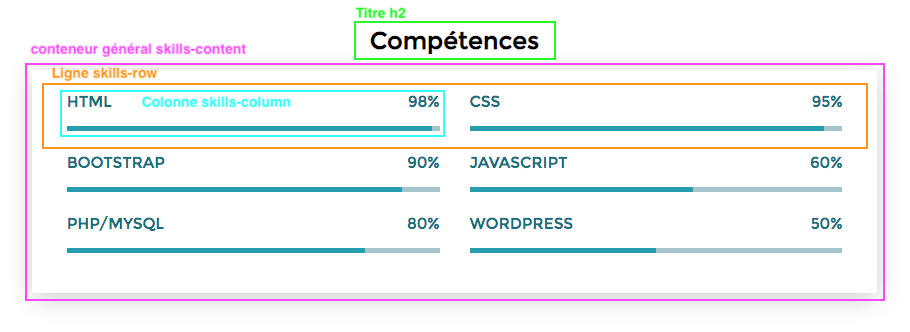 Titre h2
Compétences
conteneur général skills-content
Ligne skills-row
HTML Colonne skills-column 98% CSS 95%
BOOTSTRAP 90% JAVASCRIPT 60%
PHP/MYSQL 80% WORDPRESS 50%